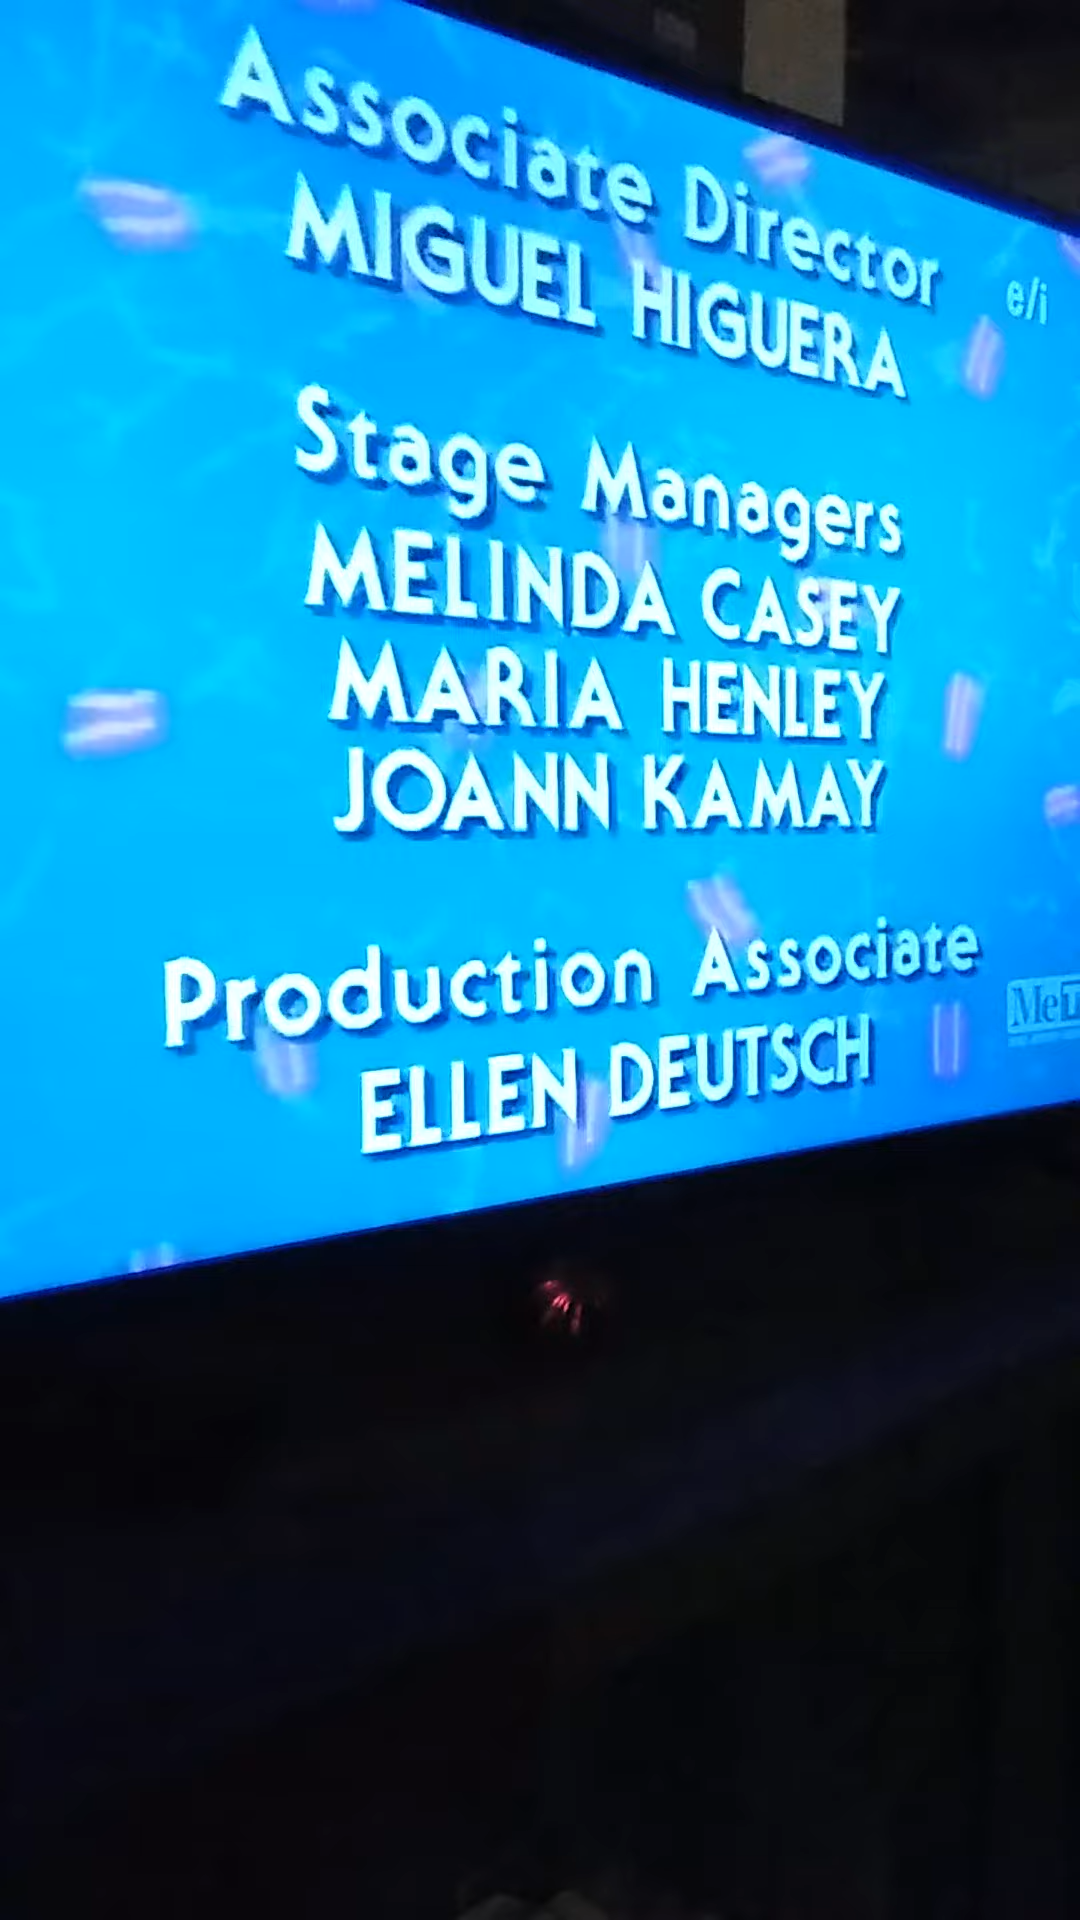 Associate Director
MIGUEL HIGUERA
e/i
Stage Managers
MELINDA CASEY
MARIA HENLEY
JOANN KAMAY
Production Associate
ELLEN DEUTSCH